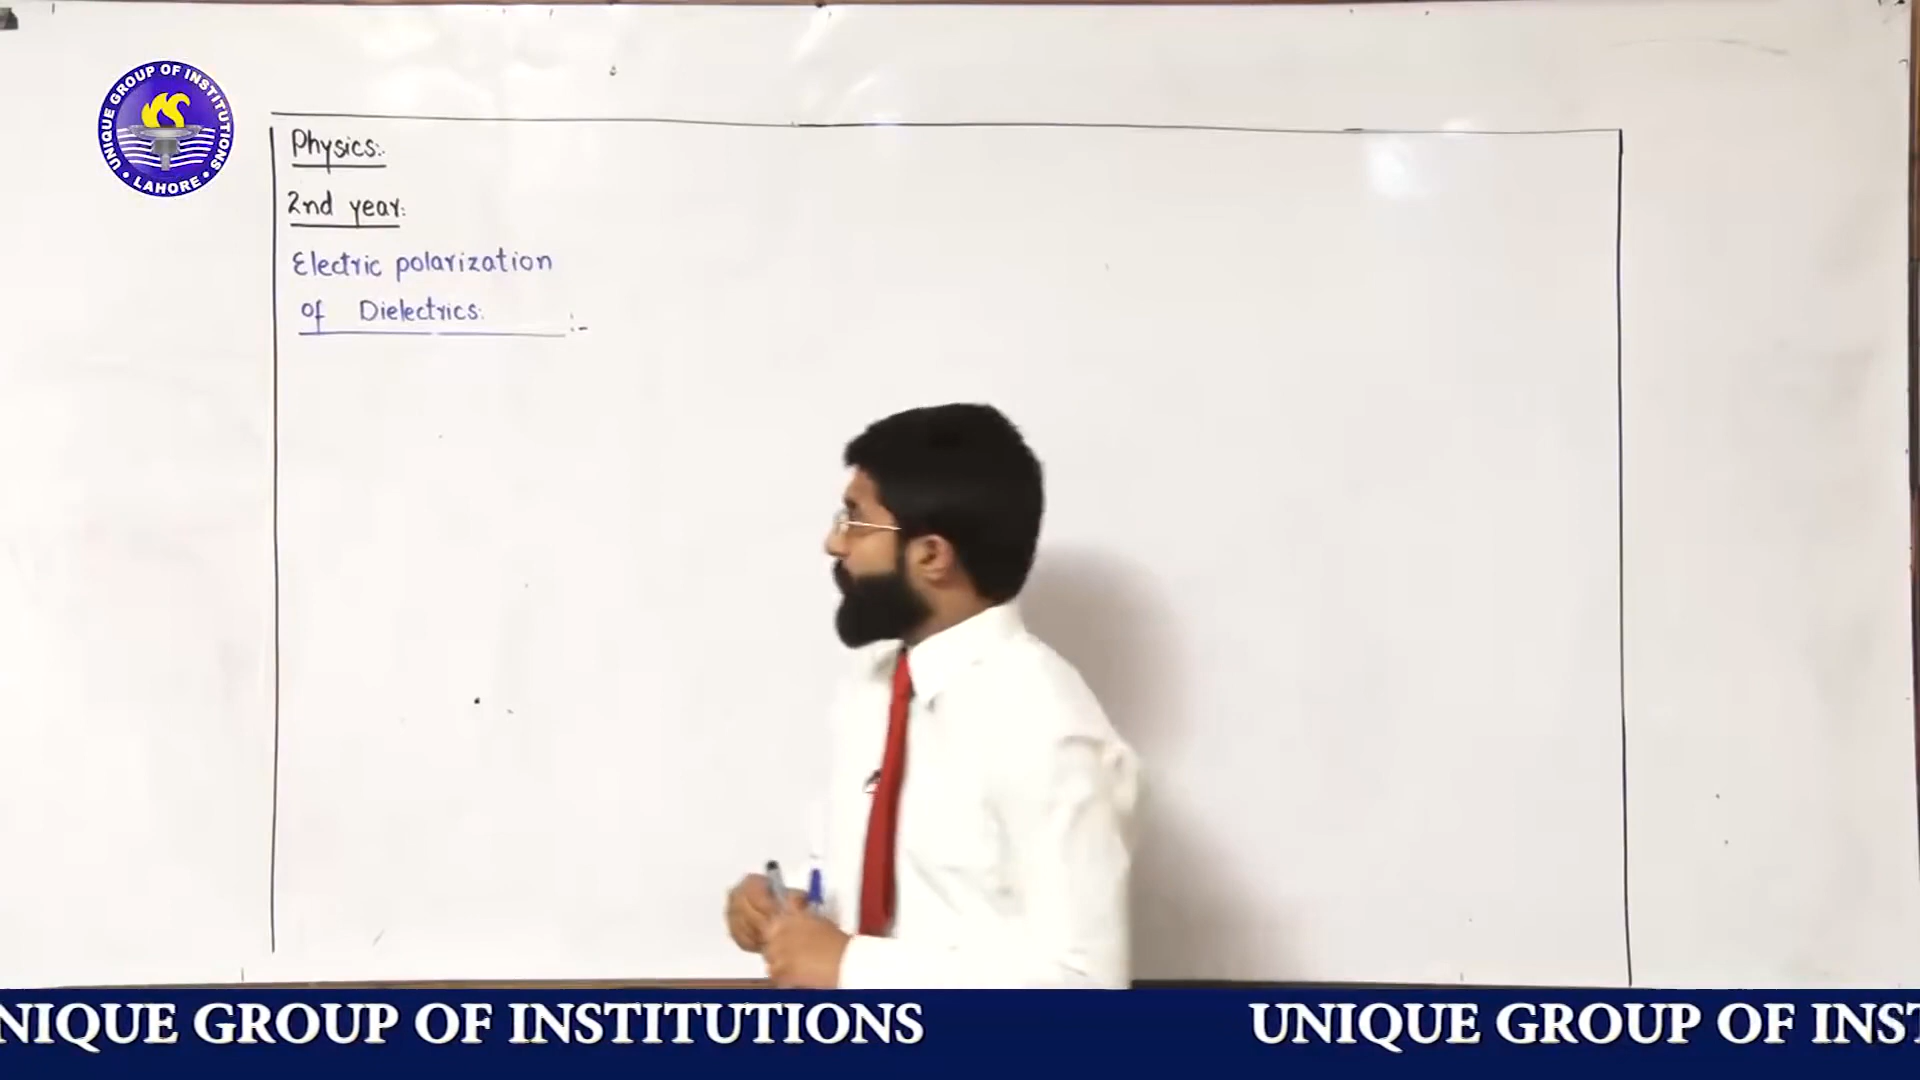 UNIQUE GROUP OF INSTITUTIONS
• LAHORE •
Physics:.
2nd year:
Electric polarization
of Dielectrics: :-
NIQUE GROUP OF INSTITUTIONS
UNIQUE GROUP OF INST